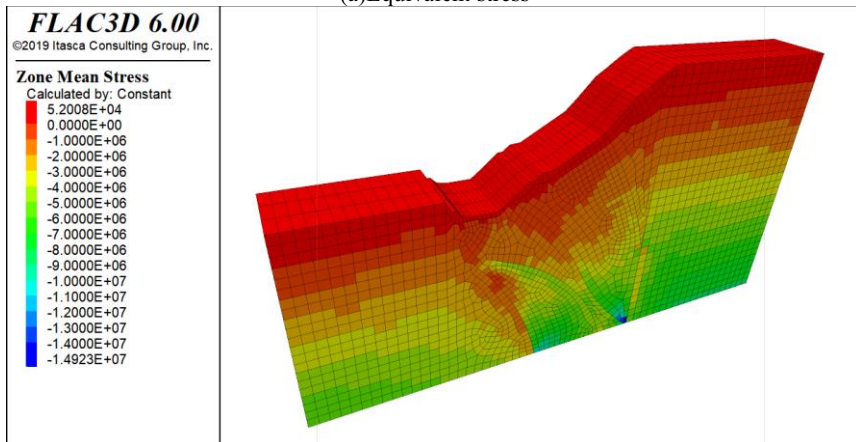 (a)Equivalent stress
FLAC3D 6.00
©2019 Itasca Consulting Group, Inc.
Zone Mean Stress
Calculated by: Constant
5.2008E+04
0.0000E+00
-1.0000E+06
-2.0000E+06
-3.0000E+06
-4.0000E+06
-5.0000E+06
-6.0000E+06
-7.0000E+06
-8.0000E+06
-9.0000E+06
-1.0000E+07
-1.1000E+07
-1.2000E+07
-1.3000E+07
-1.4000E+07
-1.4923E+07